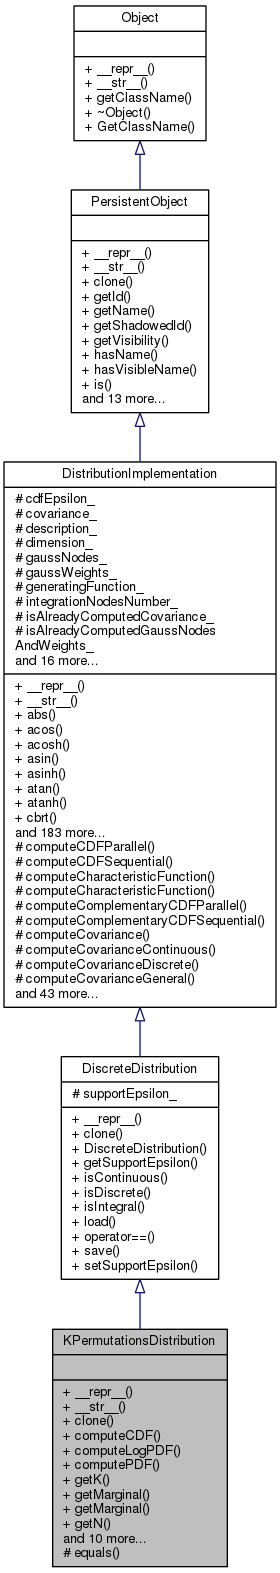 Object
+ __repr__()
+ __str__()
+ getClassName()
+ ~Object()
+ GetClassName()
PersistentObject
+ __repr__()
+ __str__()
+ clone()
+ getId()
+ getName()
+ getShadowedId()
+ getVisibility()
+ hasName()
+ hasVisibleName()
+ is()
and 13 more...
DistributionImplementation
# cdfEpsilon_
# covariance_
# description_
# dimension_
# gaussNodes_
# gaussWeights_
# generatingFunction_
# integrationNodesNumber_
# isAlreadyComputedCovariance_
# isAlreadyComputedGaussNodes
AndWeights_
and 16 more...
+ __repr__()
+ __str__()
+ abs()
+ acos()
+ acosh()
+ asin()
+ asinh()
+ atan()
+ atanh()
+ cbrt()
and 183 more...
# computeCDFParallel()
# computeCDFSequential()
# computeCharacteristicFunction()
# computeCharacteristicFunction()
# computeComplementaryCDFParallel()
# computeComplementaryCDFSequential()
# computeCovariance()
# computeCovarianceContinuous()
# computeCovarianceDiscrete()
# computeCovarianceGeneral()
and 43 more...
DiscreteDistribution
# supportEpsilon_
+ __repr__()
+ clone()
+ DiscreteDistribution()
+ getSupportEpsilon()
+ isContinuous()
+ isDiscrete()
+ isIntegral()
+ load()
+ operator==()
+ save()
+ setSupportEpsilon()
KPermutationsDistribution
+ __repr__()
+ __str__()
+ clone()
+ computeCDF()
+ computeLogPDF()
+ computePDF()
+ getK()
+ getMarginal()
+ getMarginal()
+ getN()
and 10 more...
# equals()